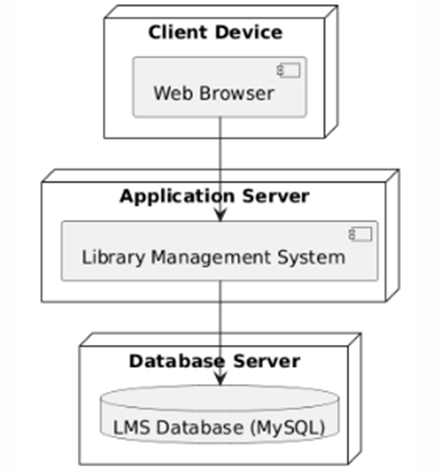 Client Device
Web Browser
Application Server
Library Management System
Database Server
LMS Database (MySQL)